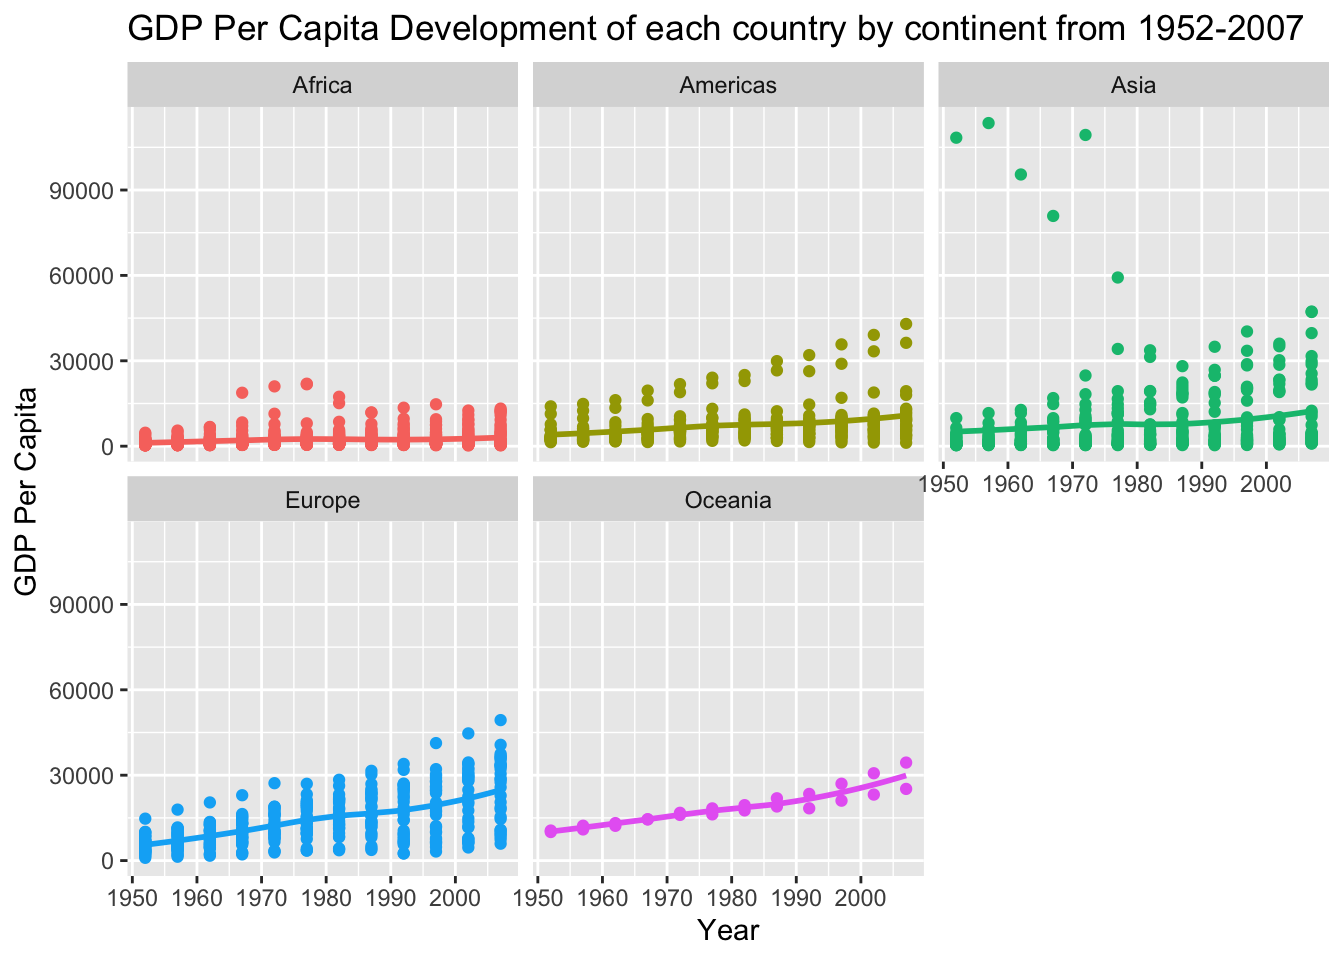 GDP Per Capita Development of each country by continent from 1952-2007
Africa
Americas
Asia
90000
60000
30000
0
1950 1960 1970 1980 1990 2000
Europe
Oceania
90000
60000
30000
0
1950 1960 1970 1980 1990 2000
1950 1960 1970 1980 1990 2000
GDP Per Capita
Year